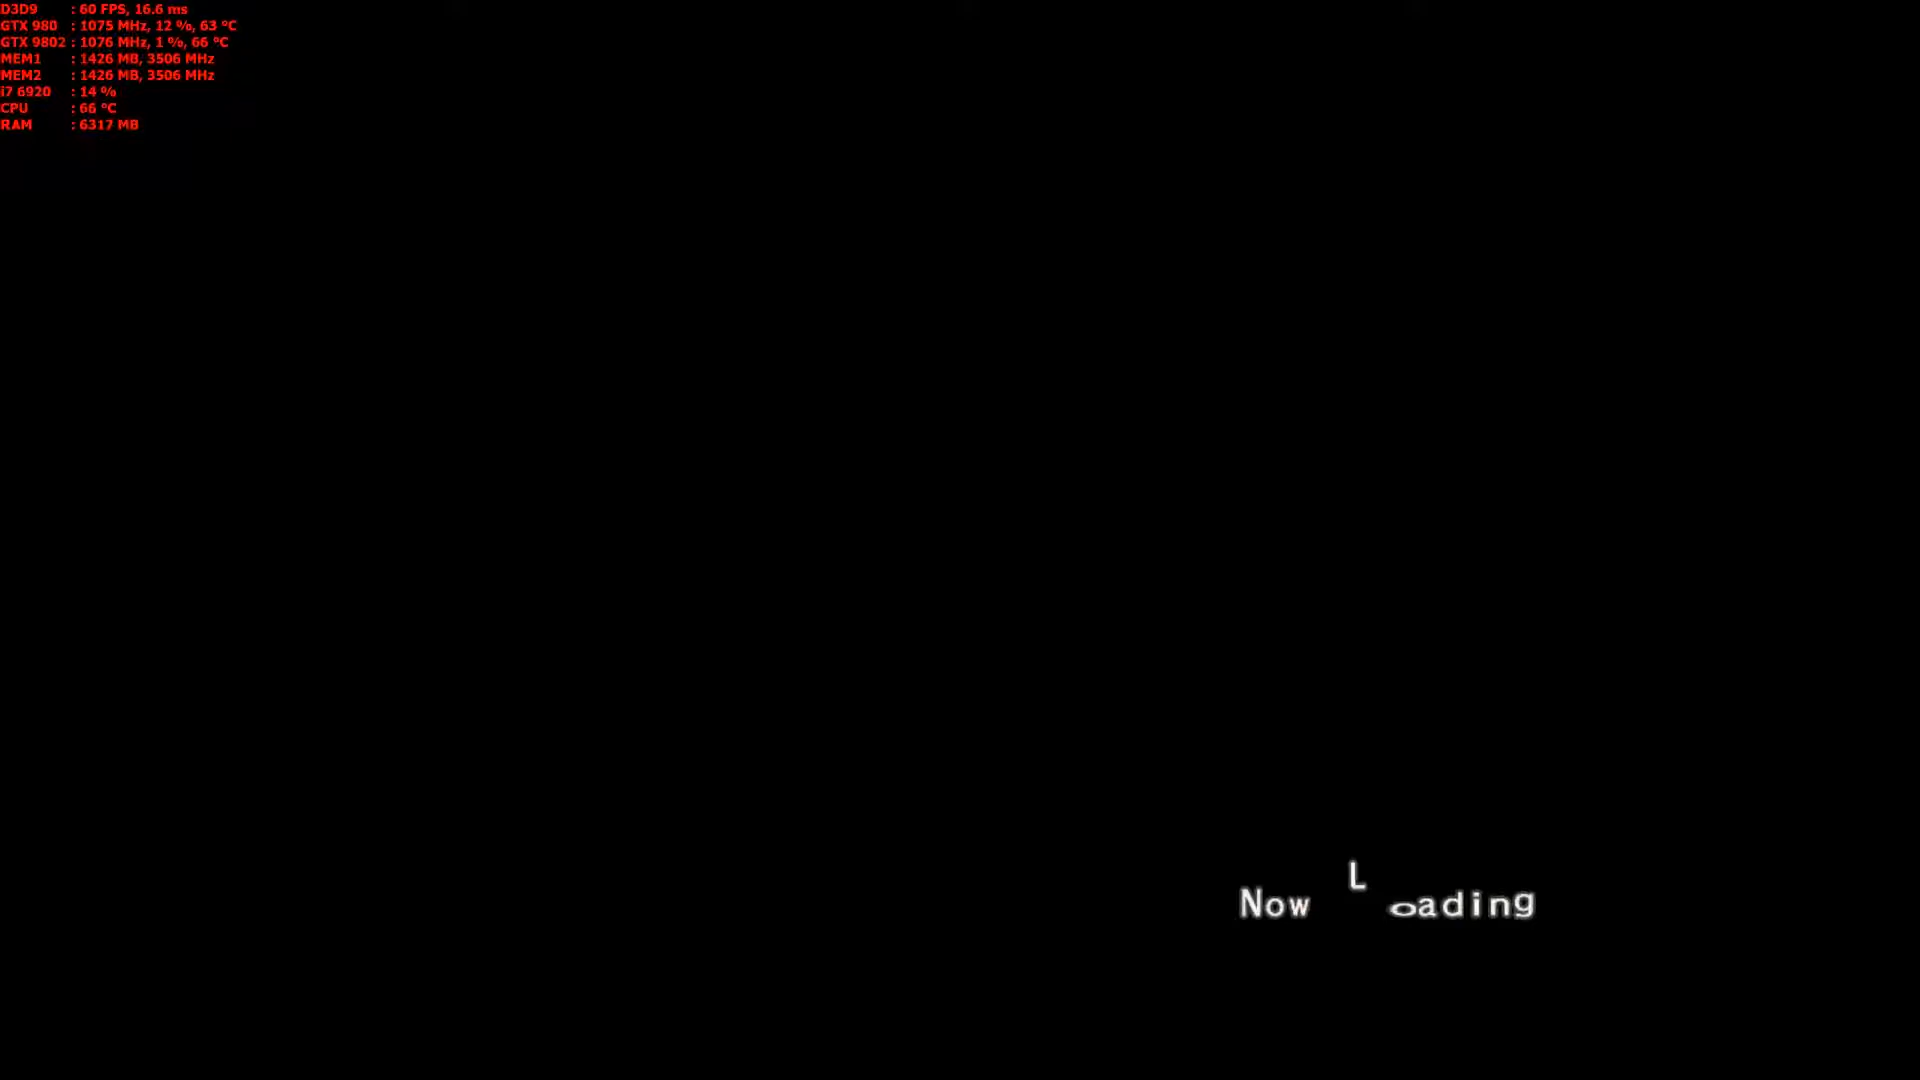 D3D9 : 60 FPS, 16.6 ms
GTX 980 : 1075 MHz, 12 %, 63 °C
GTX 9802 : 1076 MHz, 1 %, 66 °C
MEM1 : 1426 MB, 3506 MHz
MEM2 : 1426 MB, 3506 MHz
i7 6920 : 14 %
CPU : 66 °C
RAM : 6317 MB
Now Loading